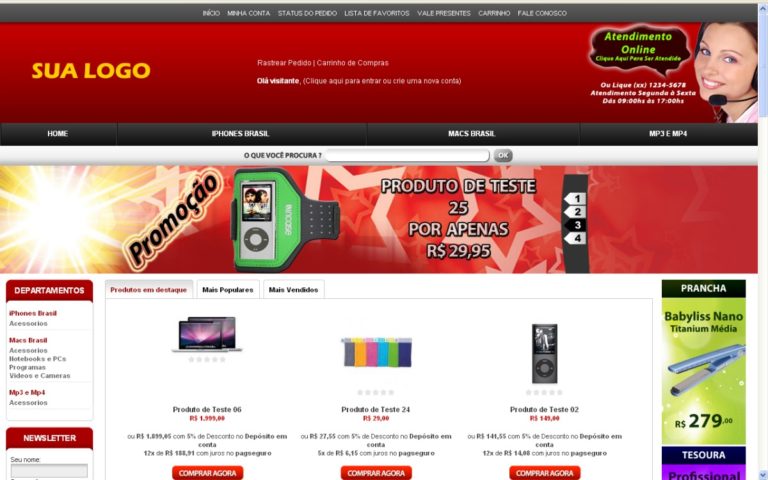 INÍCIO MINHA CONTA STATUS DO PEDIDO LISTA DE FAVORITOS VALE PRESENTES CARRINHO FALE CONOSCO
SUA LOGO
Rastrear Pedido | Carrinho de Compras
Olá visitante, (Clique aqui para entrar ou crie uma nova conta)
Atendimento
Online
Clique Aqui Para Ser Atendido
Ou Lique (xx) 1234-5678
Atendimento Segunda à Sexta
Dás 09:00hs às 17:00hs
HOME IPHONES BRASIL MACS BRASIL MP3 E MP4
O QUE VOCÊ PROCURA ? OK
Promoção
INCASE
PRODUTO DE TESTE
25
POR APENAS
R$ 29,95
1
2
3
4
DEPARTAMENTOS
iPhones Brasil
Acessorios
Macs Brasil
Acessorios
Notebooks e PCs
Programas
Videos e Cameras
Mp3 e Mp4
Acessorios
NEWSLETTER
Seu nome:
Produtos em destaque Mais Populares Mais Vendidos
Produto de Teste 06
R$ 1.999,00
ou R$ 1.899,05 com 5% de Desconto no Depósito em
conta
12x de R$ 188,91 com juros no pagseguro
COMPRAR AGORA
Produto de Teste 24
R$ 29,00
ou R$ 27,55 com 5% de Desconto no Depósito em
conta
5x de R$ 6,15 com juros no pagseguro
COMPRAR AGORA
Produto de Teste 02
R$ 149,00
ou R$ 141,55 com 5% de Desconto no Depósito em
conta
12x de R$ 14,08 com juros no pagseguro
COMPRAR AGORA
PRANCHA
Babyliss Nano
Titanium Média
R$ 279,00
TESOURA
Profissional